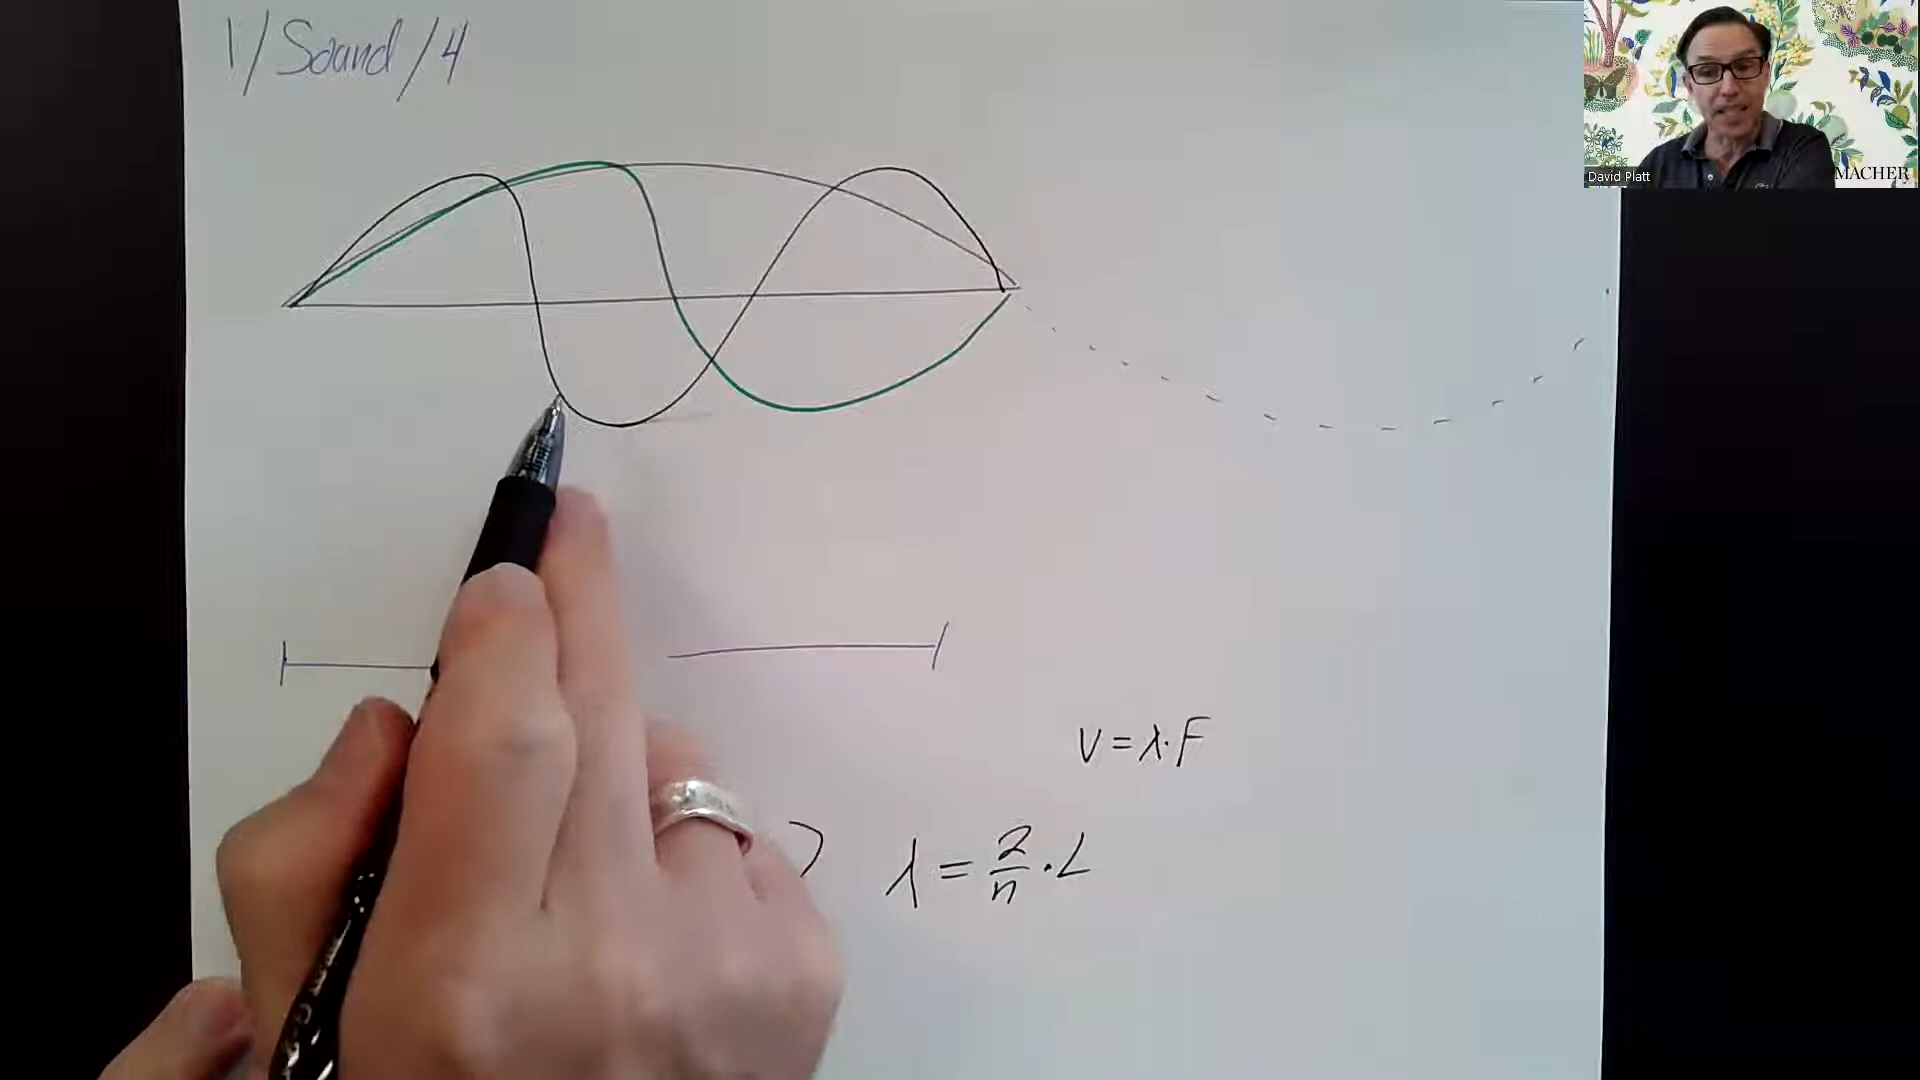 1/Sound/4
David Platt
MACHER
V = λ · F
λ = 2/n · L